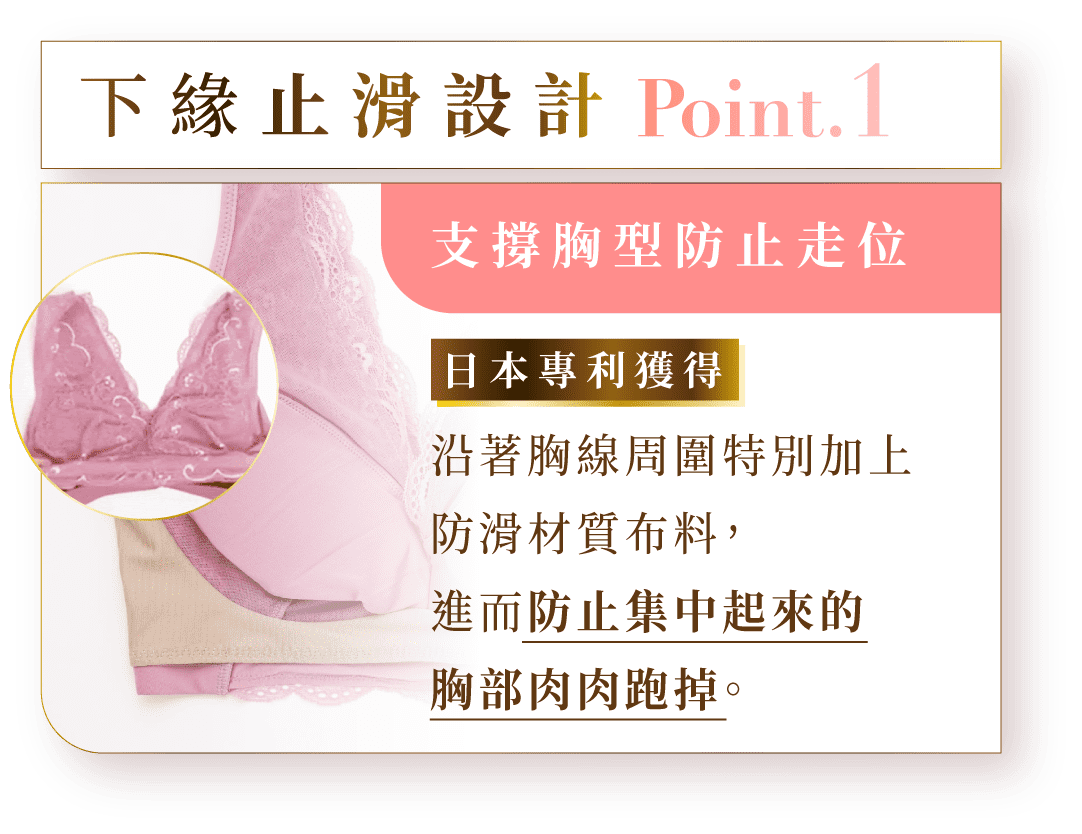 下緣止滑設計 Point.1
支撐胸型防止走位
日本專利獲得
沿著胸線周圍特別加上
防滑材質布料，
進而防止集中起來的
胸部肉肉跑掉。